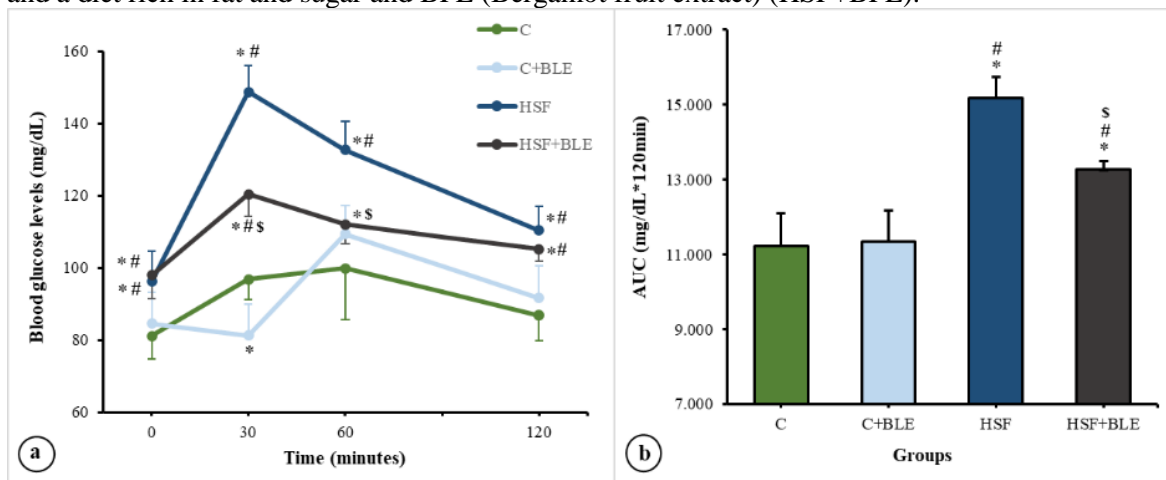 and a diet rich in fat and sugar and BFE (Bergamot fruit extract) (HSF+BFE).
C
C+BLE
HSF
HSF+BLE
Blood glucose levels (mg/dL)
160
140
120
100
80
60
* #
* #
* #
* #
* # $
* $
* #
* #
*
0
30
60
120
Time (minutes)
a
AUC (mg/dL*120min)
17.000
15.000
13.000
11.000
9.000
7.000
#
*
$
#
*
C
C+BLE
HSF
HSF+BLE
Groups
b